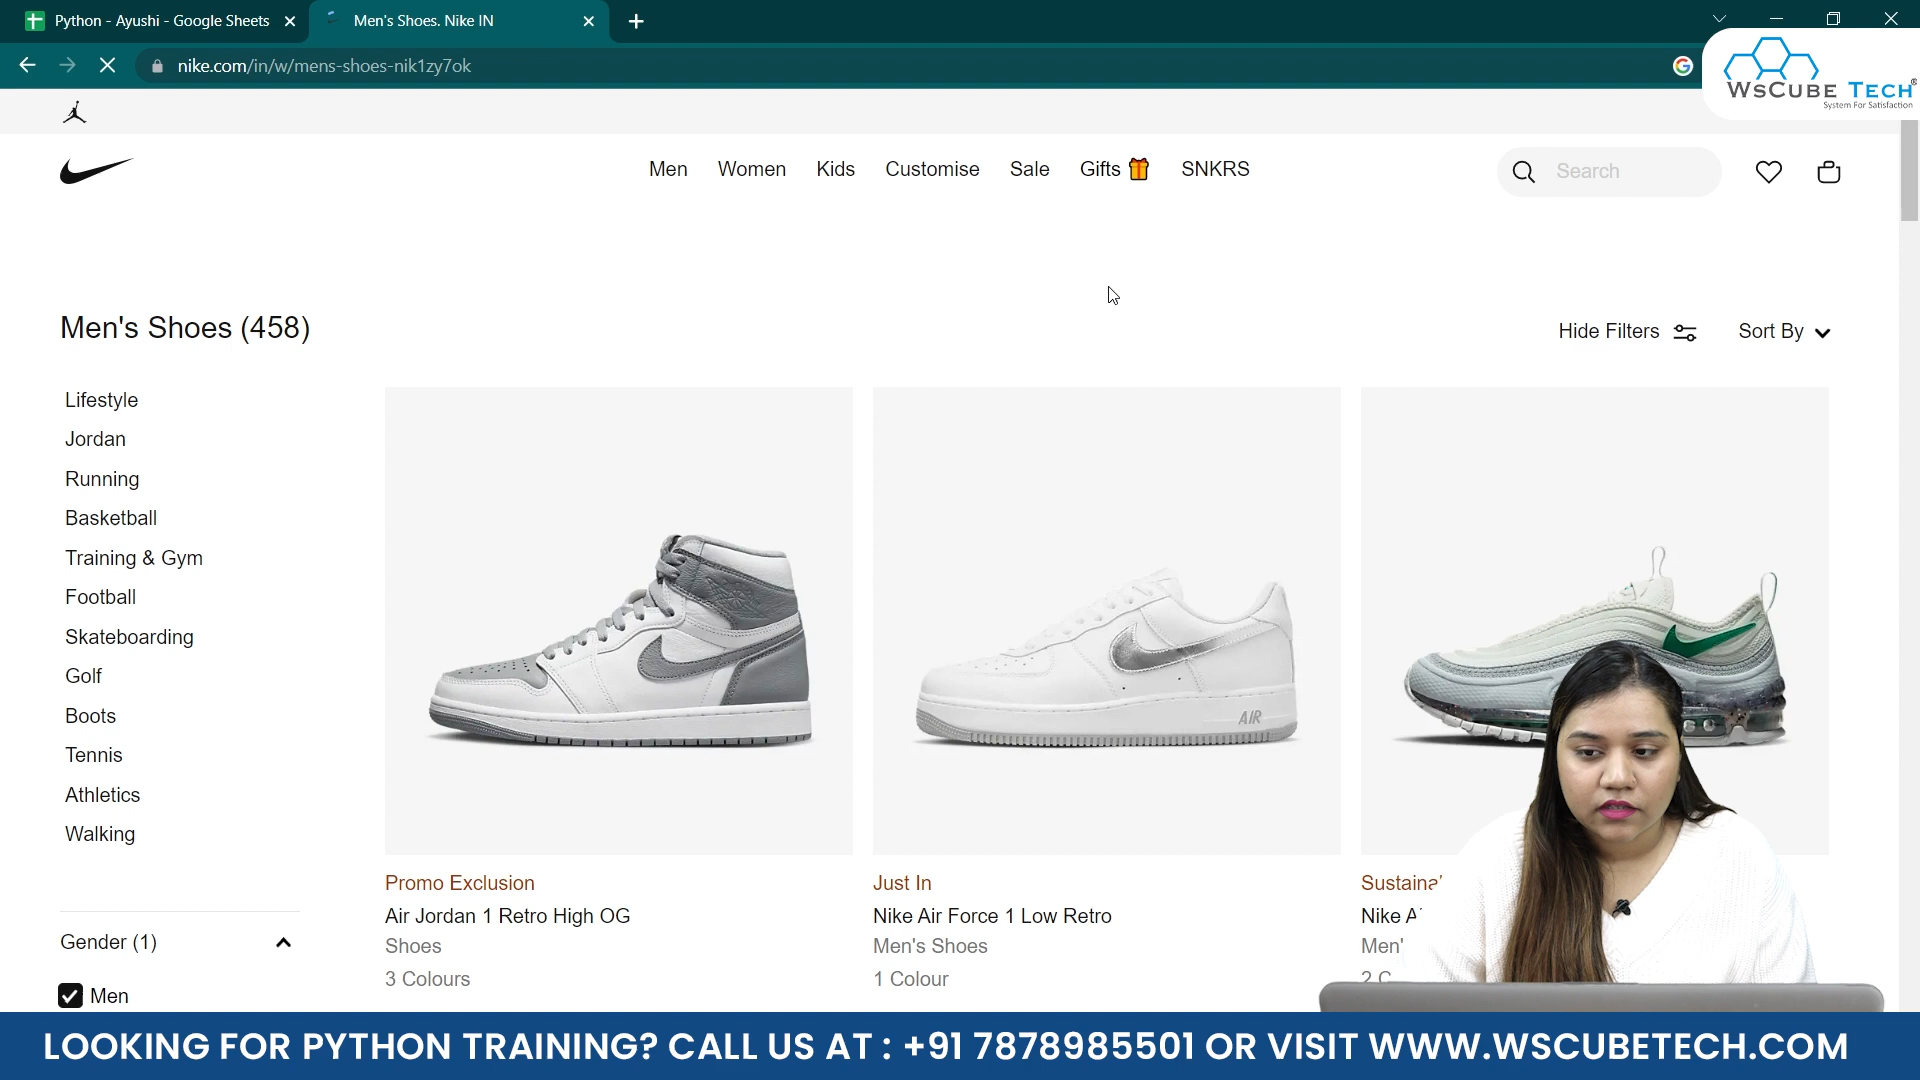 Python - Ayushi - Google Sheets
Men's Shoes. Nike IN
nike.com/in/w/mens-shoes-nik1zy7ok
WsCube Tech®
System For Satisfaction
Men Women Kids Customise Sale Gifts SNKRS
Search
Men's Shoes (458)
Hide Filters
Sort By
Lifestyle
Jordan
Running
Basketball
Training & Gym
Football
Skateboarding
Golf
Boots
Tennis
Athletics
Walking
Gender (1)
Men
AIR
Promo Exclusion
Air Jordan 1 Retro High OG
Shoes
3 Colours
Just In
Nike Air Force 1 Low Retro
Men's Shoes
1 Colour
Nike
Men'
2
LOOKING FOR PYTHON TRAINING? CALL US AT : +91 7878985501 OR VISIT WWW.WSCUBETECH.COM